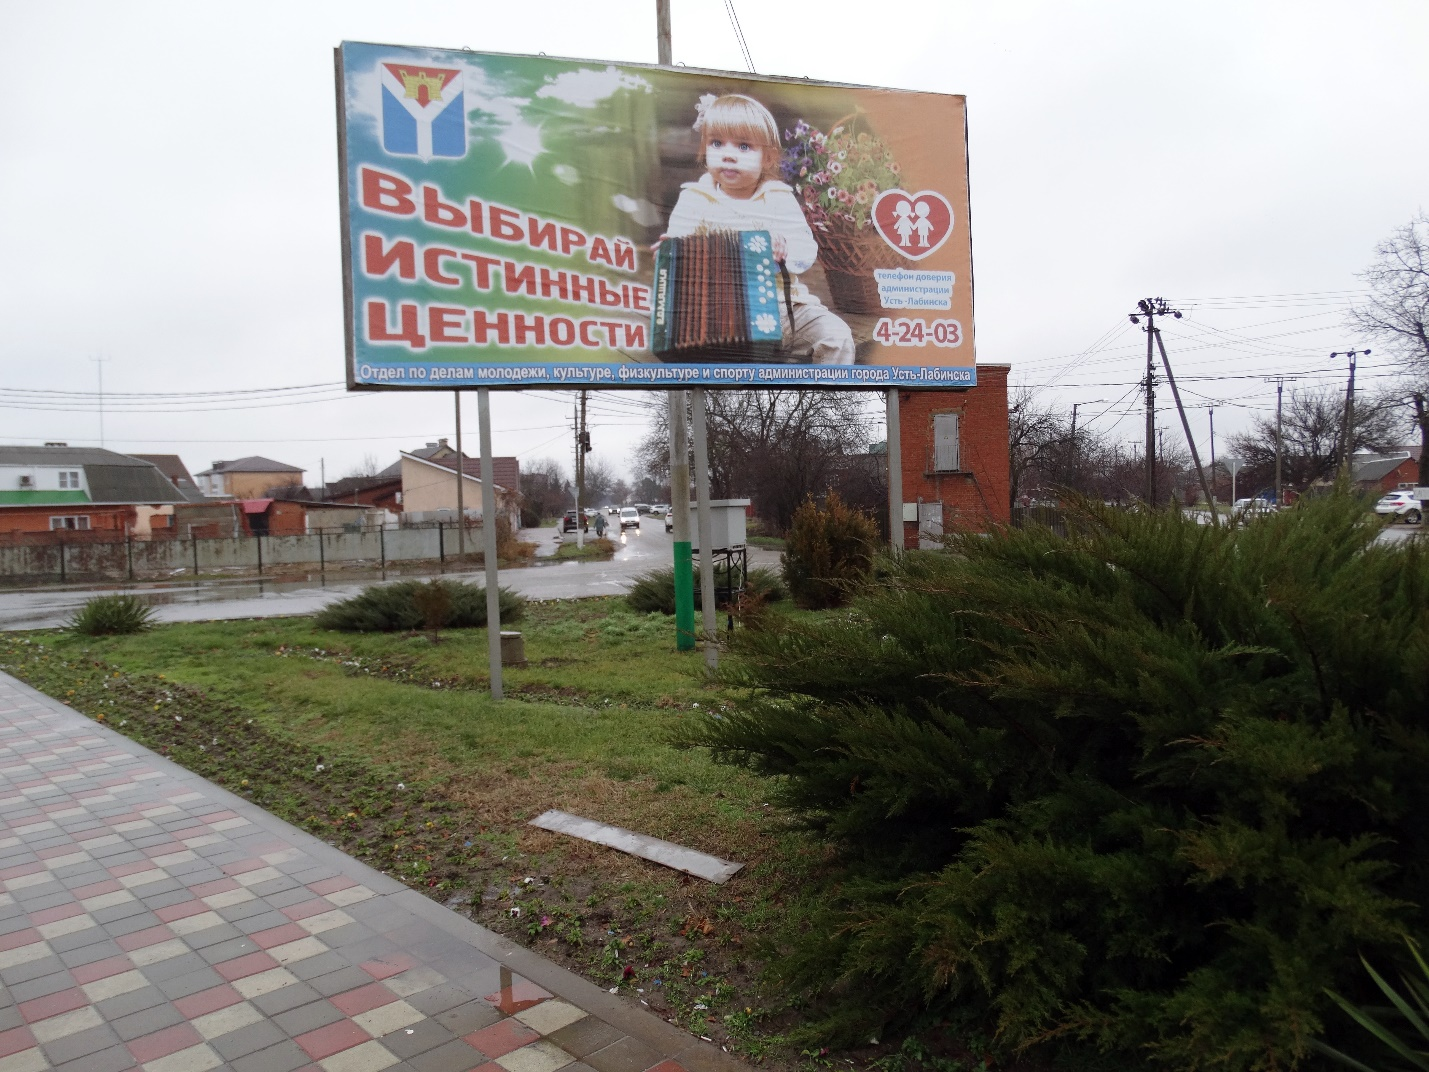 ВЫБИРАЙ
ИСТИННЫЕ
ЦЕННОСТИ
телефон доверия
администрации
Усть-Лабинска
4-24-03
Отдел по делам молодежи, культуре, физкультуре и спорту администрации города Усть-Лабинска